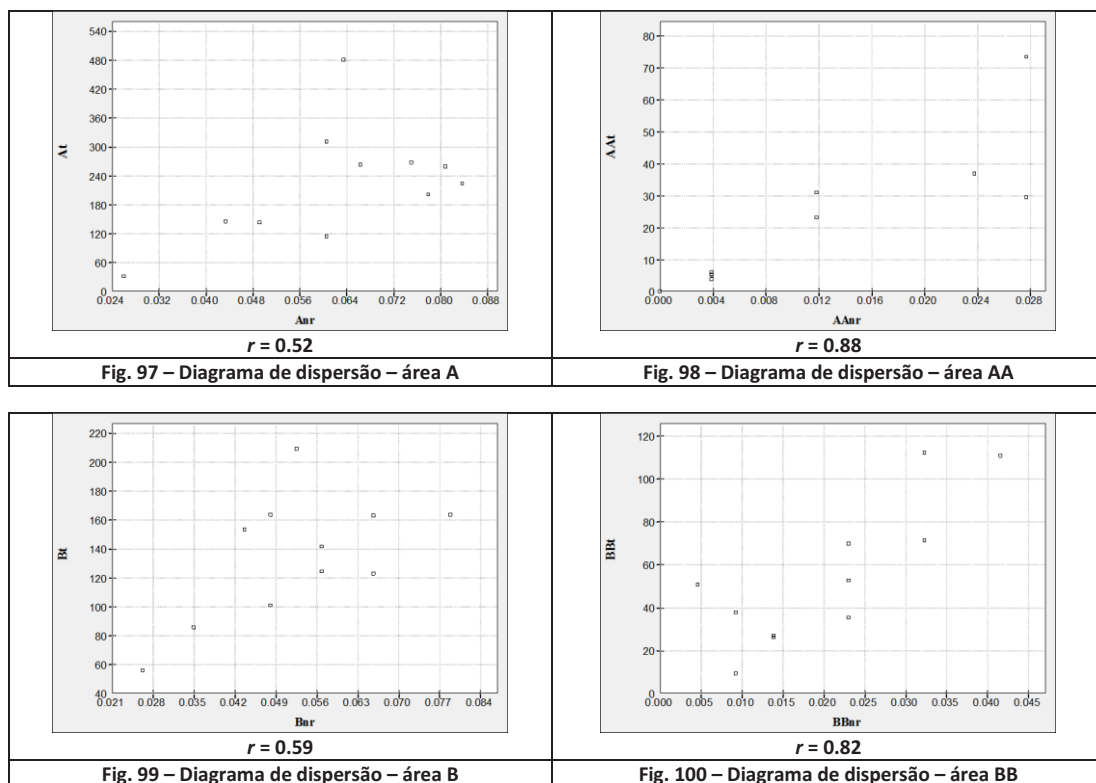 540
480
420
360
300
240
180
120
60
0
At
0.024 0.032 0.040 0.048 0.056 0.064 0.072 0.080 0.088
Anr
r = 0.52
Fig. 97 – Diagrama de dispersão – área A
80
70
60
50
40
30
20
10
0
AAt
0.000 0.004 0.008 0.012 0.016 0.020 0.024 0.028
AAnr
r = 0.88
Fig. 98 – Diagrama de dispersão – área AA
220
200
180
160
140
120
100
80
60
40
Bt
0.021 0.028 0.035 0.042 0.049 0.056 0.063 0.070 0.077 0.084
Bnr
r = 0.59
Fig. 99 – Diagrama de dispersão – área B
120
100
80
60
40
20
0
BBt
0.000 0.005 0.010 0.015 0.020 0.025 0.030 0.035 0.040 0.045
BBnr
r = 0.82
Fig. 100 – Diagrama de dispersão – área BB